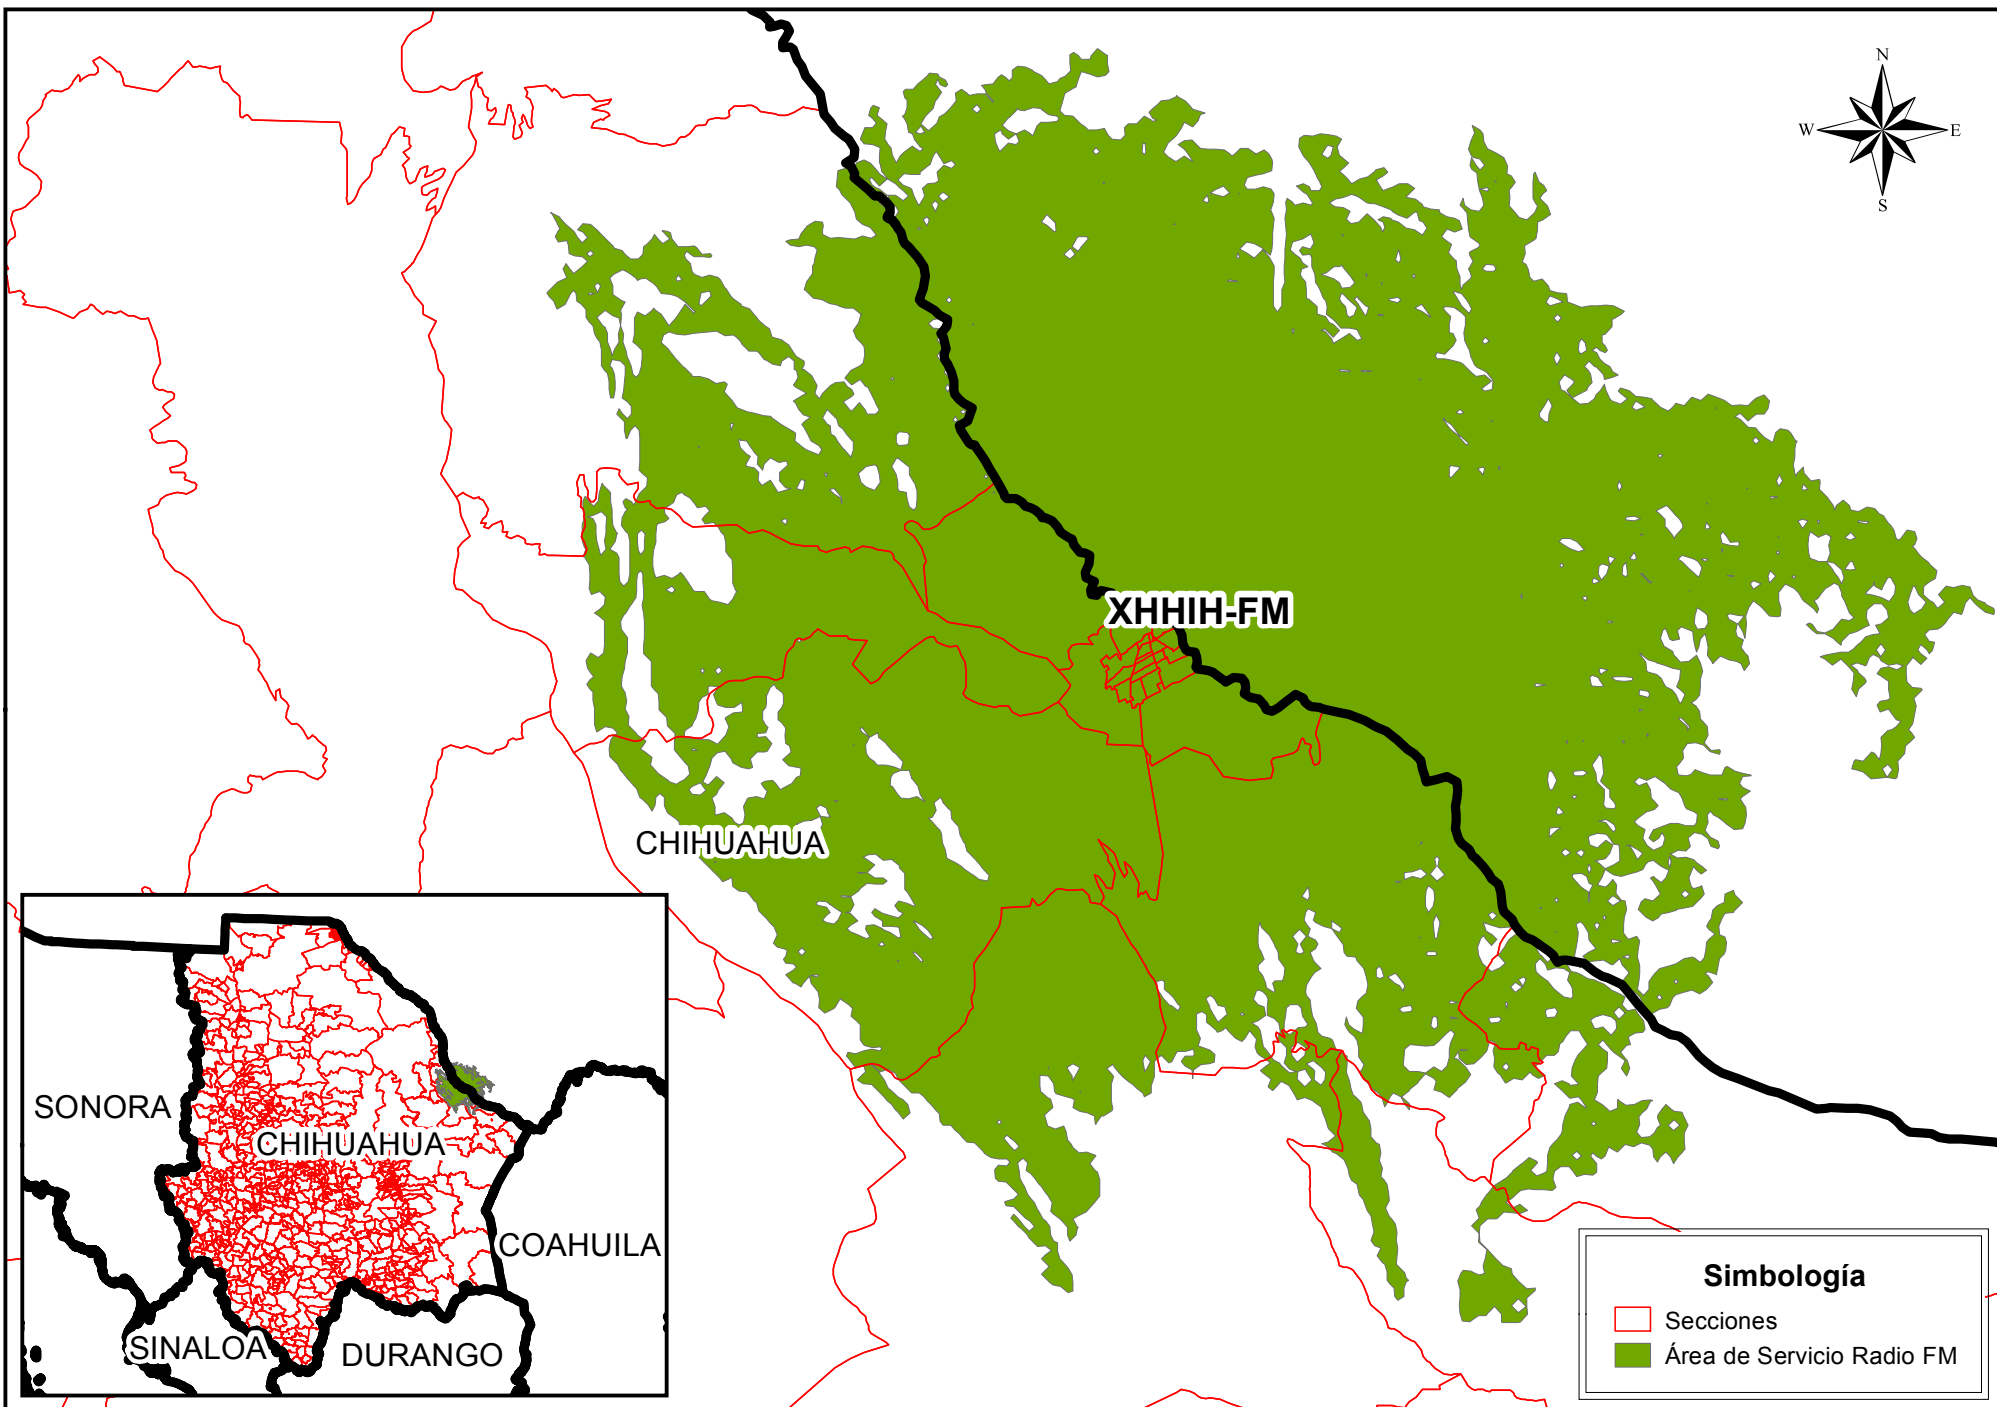 N
W
E
S
XHHIH-FM
CHIHUAHUA
SONORA
CHIHUAHUA
COAHUILA
SINALOA
DURANGO
Simbología
Secciones
Área de Servicio Radio FM